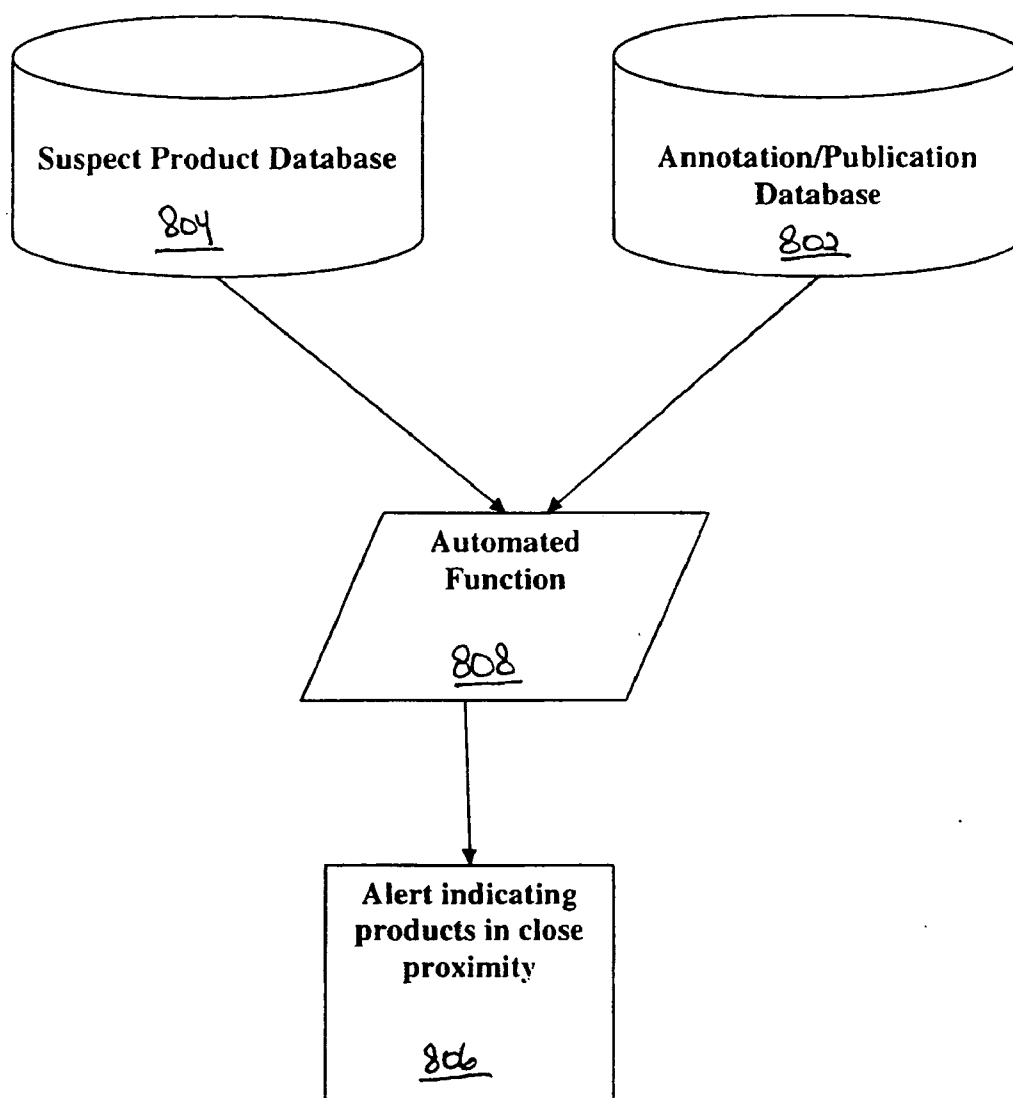 Suspect Product Database
804
Annotation/Publication
Database
802
Automated
Function
808
Alert indicating
products in close
proximity
806